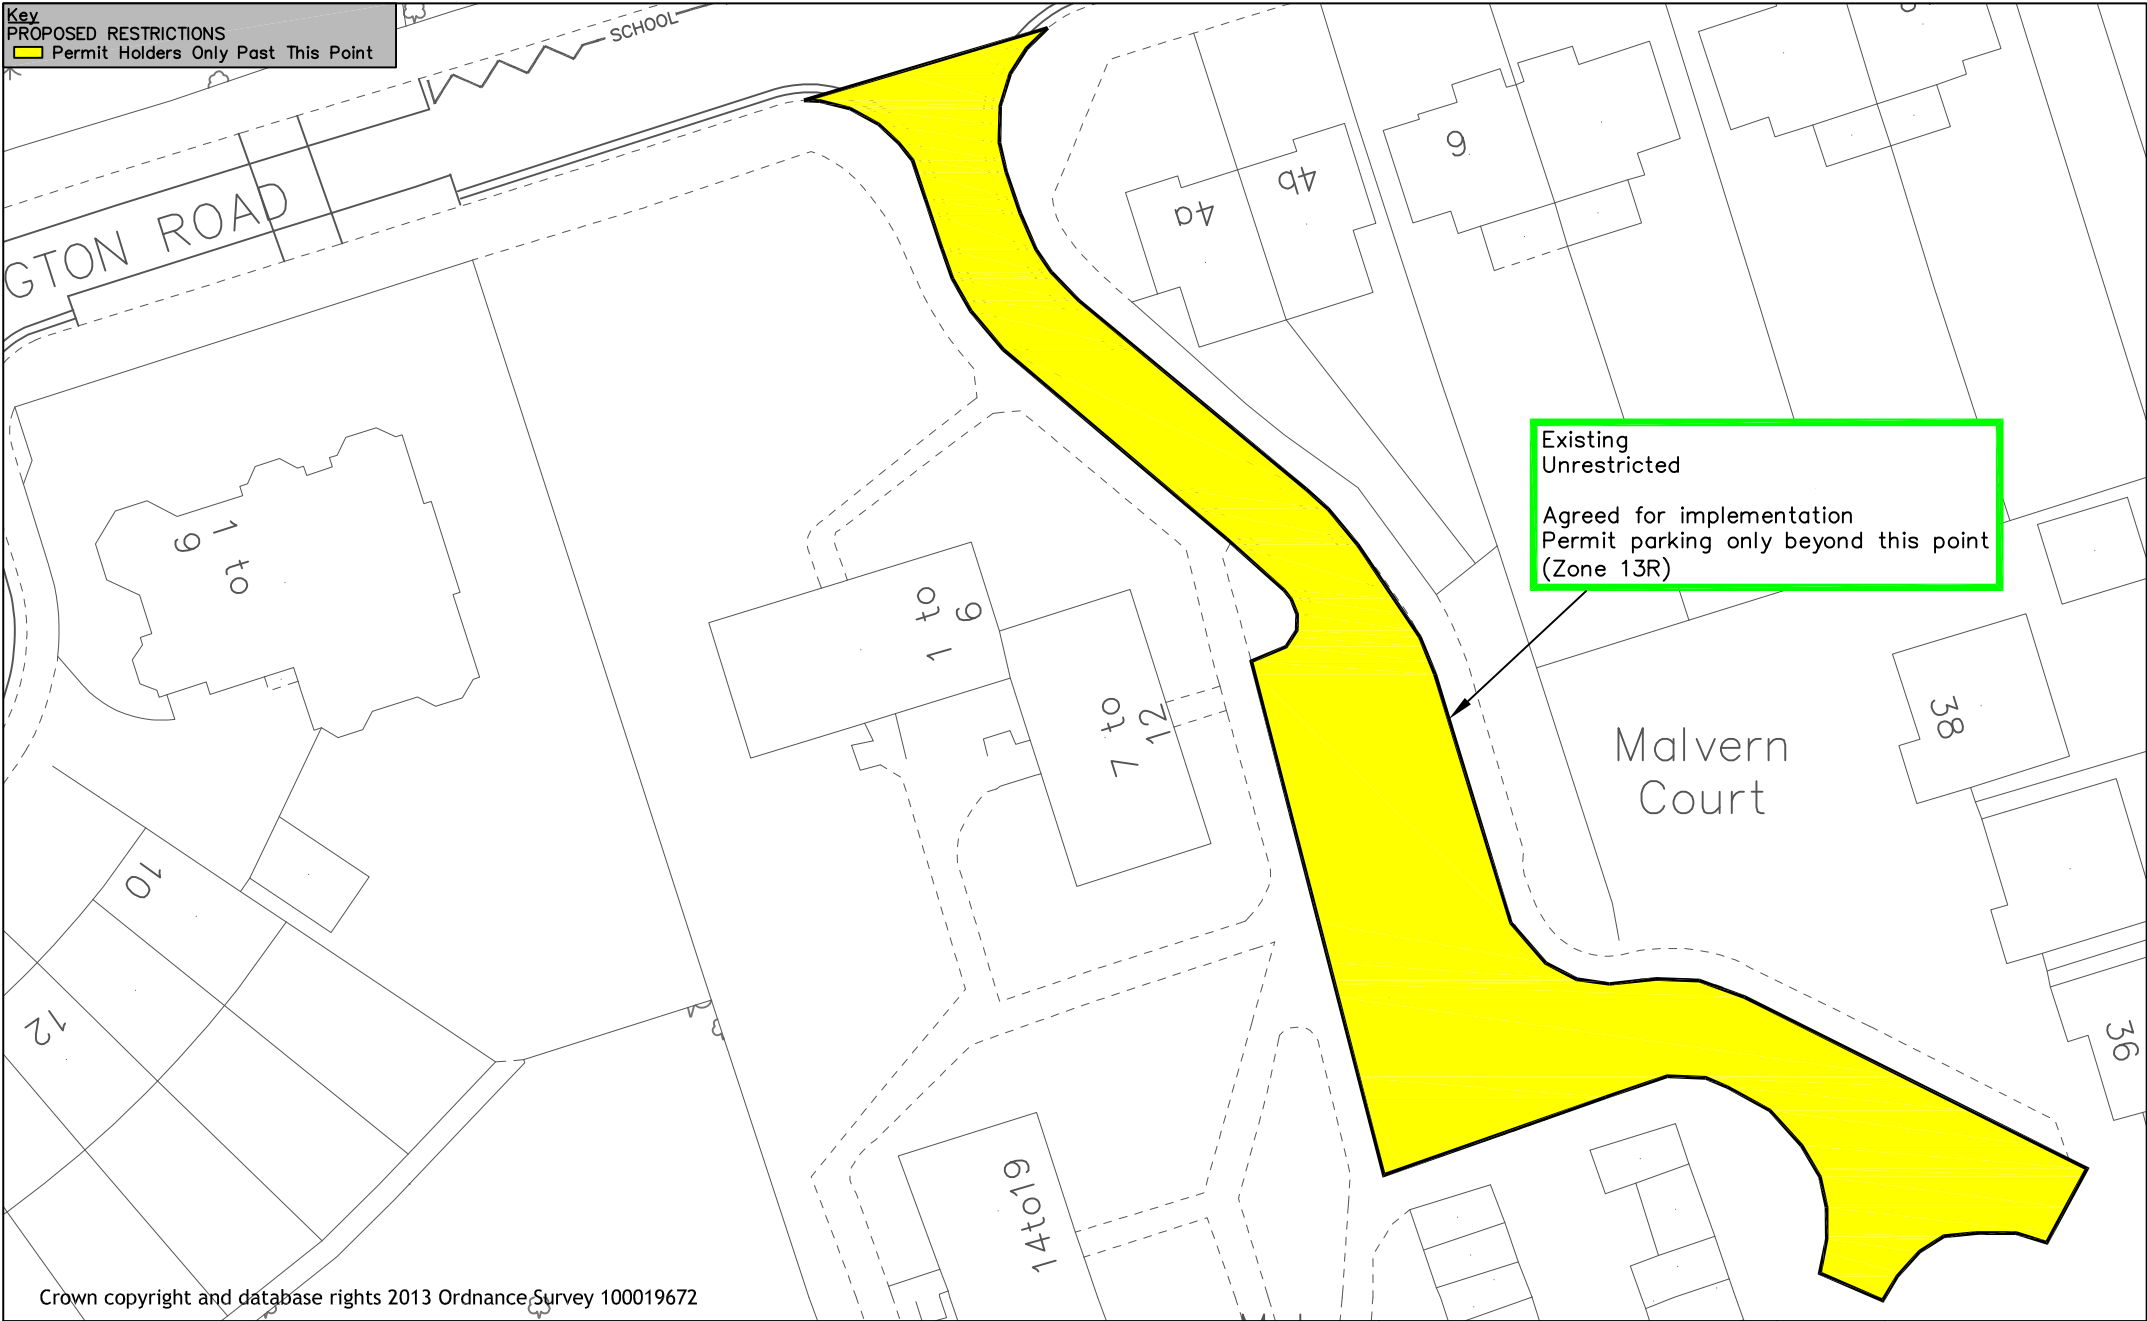 Key
PROPOSED RESTRICTIONS
Permit Holders Only Past This Point
SCHOOL
GTON ROAD
4a
4b
6
Existing
Unrestricted
Agreed for implementation
Permit parking only beyond this point
(Zone 13R)
1 to
9
1 to
6
7 to
12
Malvern
Court
38
36
10
12
14to19
Crown copyright and database rights 2013 Ordnance Survey 100019672